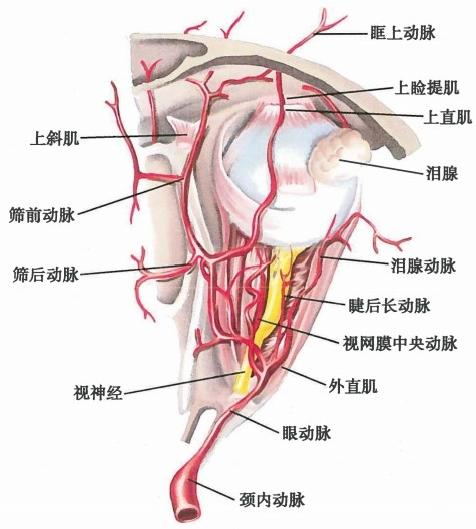 眶上动脉
上睑提肌
上直肌
上斜肌
泪腺
筛前动脉
泪腺动脉
筛后动脉
睫后长动脉
视网膜中央动脉
外直肌
视神经
眼动脉
颈内动脉